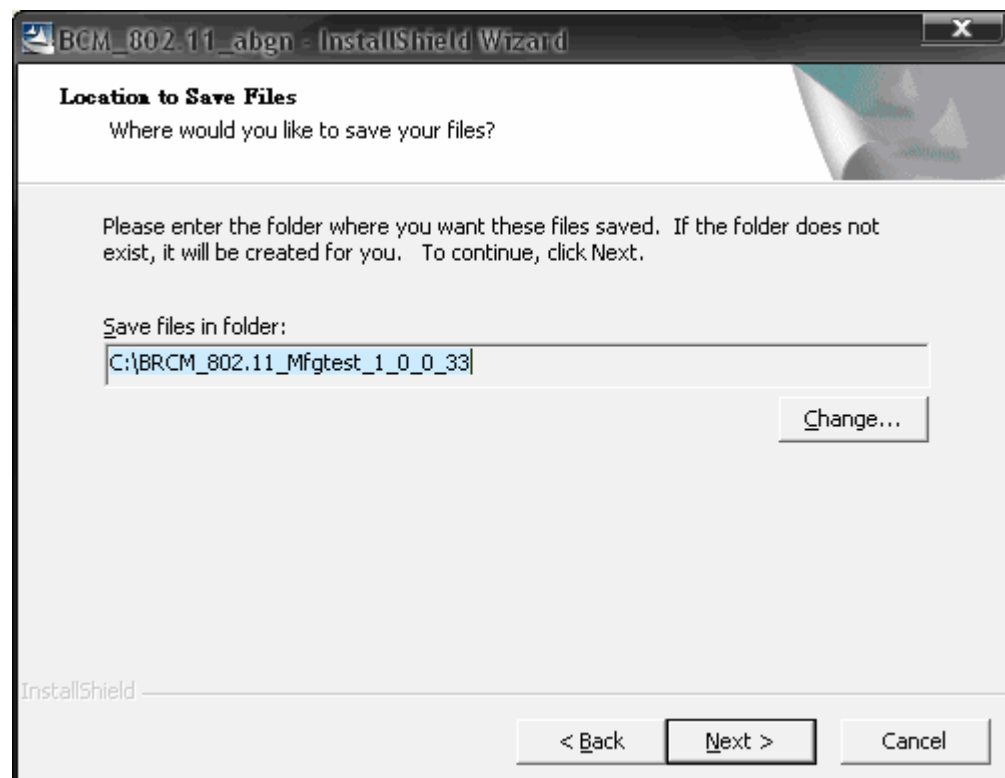 BCM_802.11_abgn - InstallShield Wizard
X
Location to Save Files
Where would you like to save your files?
Please enter the folder where you want these files saved.  If the folder does not
exist, it will be created for you.   To continue, click Next.
Save files in folder:
C:\BRCM_802.11_Mfgtest_1_0_0_33
Change...
InstallShield
< Back
Next >
Cancel